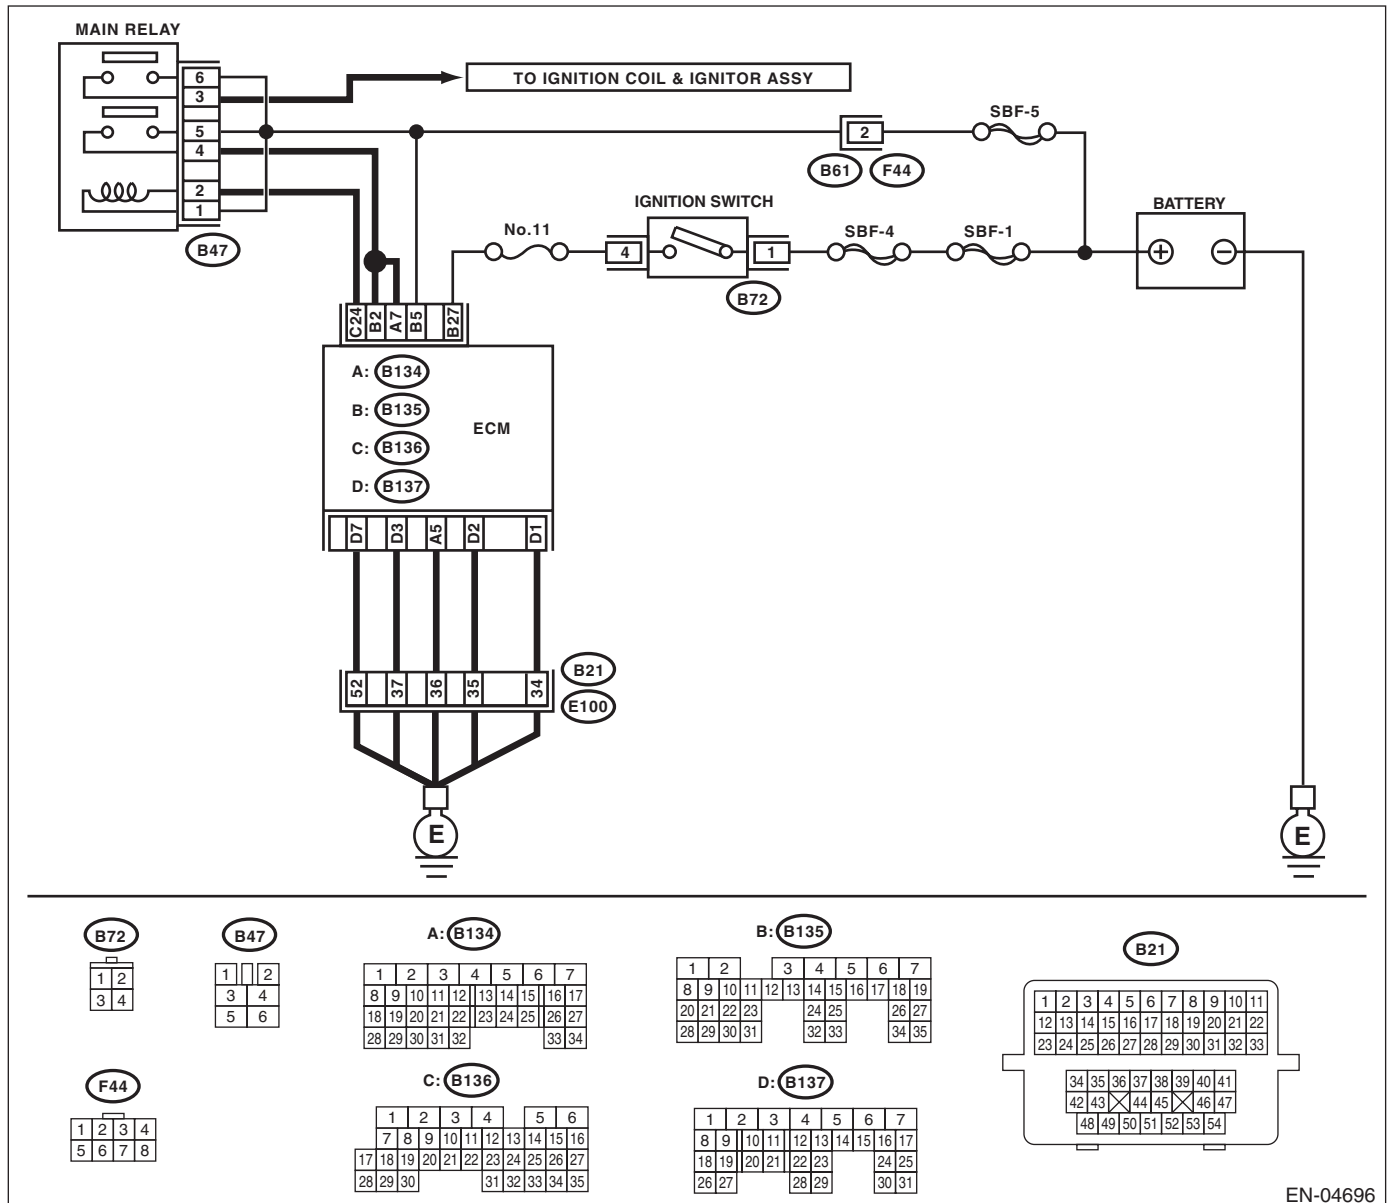 MAIN RELAY
6
3
5
4
2
1
B47
TO IGNITION COIL & IGNITOR ASSY
2
B61 F44
SBF-5
No.11
IGNITION SWITCH
4
1
B72
SBF-4 SBF-1
BATTERY
+ −
C24 B2 A7 B5 B27
A: B134
B: B135
C: B136
D: B137
ECM
D7 D3 A5 D2 D1
52 37 36 35 34
B21
E100
E
E
B72
1 2
3 4
B47
1 2
3 4
5 6
A: B134
1 2 3 4 5 6 7
8 9 10 11 12 13 14 15 16 17
18 19 20 21 22 23 24 25 26 27
28 29 30 31 32 33 34
B: B135
1 2 3 4 5 6 7
8 9 10 11 12 13 14 15 16 17 18 19
20 21 22 23 24 25 26 27
28 29 30 31 32 33 34 35
B21
1 2 3 4 5 6 7 8 9 10 11
12 13 14 15 16 17 18 19 20 21 22
23 24 25 26 27 28 29 30 31 32 33
34 35 36 37 38 39 40 41
42 43 44 45 46 47
48 49 50 51 52 53 54
F44
1 2 3 4
5 6 7 8
C: B136
1 2 3 4 5 6
7 8 9 10 11 12 13 14 15 16
17 18 19 20 21 22 23 24 25 26 27
28 29 30 31 32 33 34 35
D: B137
1 2 3 4 5 6 7
8 9 10 11 12 13 14 15 16 17
18 19 20 21 22 23 24 25
26 27 28 29 30 31
EN-04696